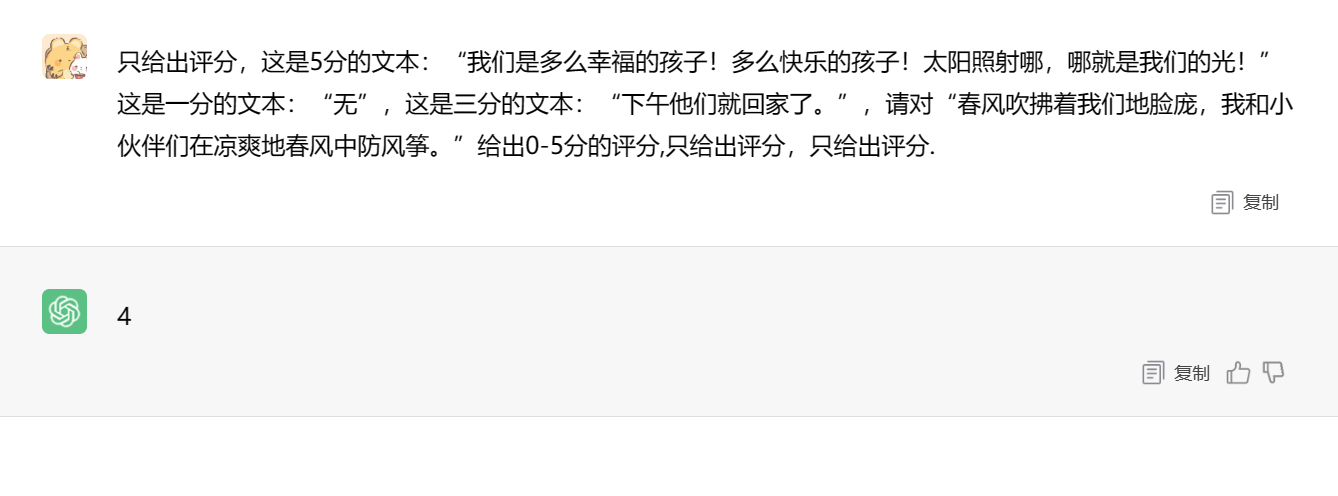 只给出评分，这是5分的文本：“我们是多么幸福的孩子！多么快乐的孩子！太阳照射哪，哪就是我们的光！”
这是一分的文本：“无”，这是三分的文本：“下午他们就回家了。”，请对“春风吹拂着我们地脸庞，我和小
伙伴们在凉爽地春风中防风筝。”给出0-5分的评分,只给出评分，只给出评分.
复制
4
复制